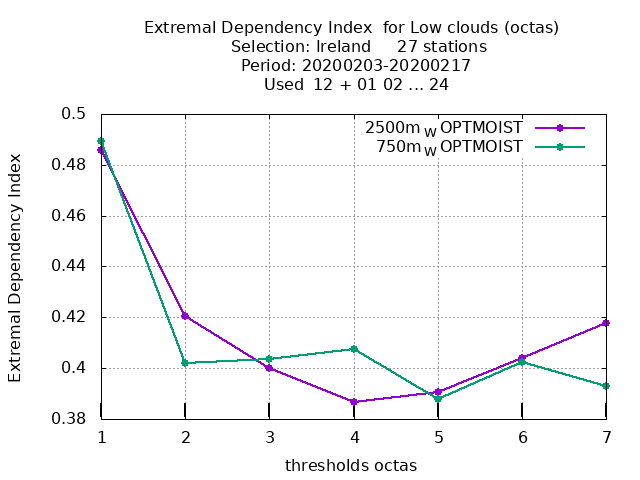 Extremal Dependency Index for Low clouds (octas)
Selection: Ireland 27 stations
Period: 20200203-20200217
Used 12 + 01 02 ... 24
2500m W OPTMOIST
750m W OPTMOIST
Extremal Dependency Index
0.5
0.48
0.46
0.44
0.42
0.4
0.38
1 2 3 4 5 6 7
thresholds octas